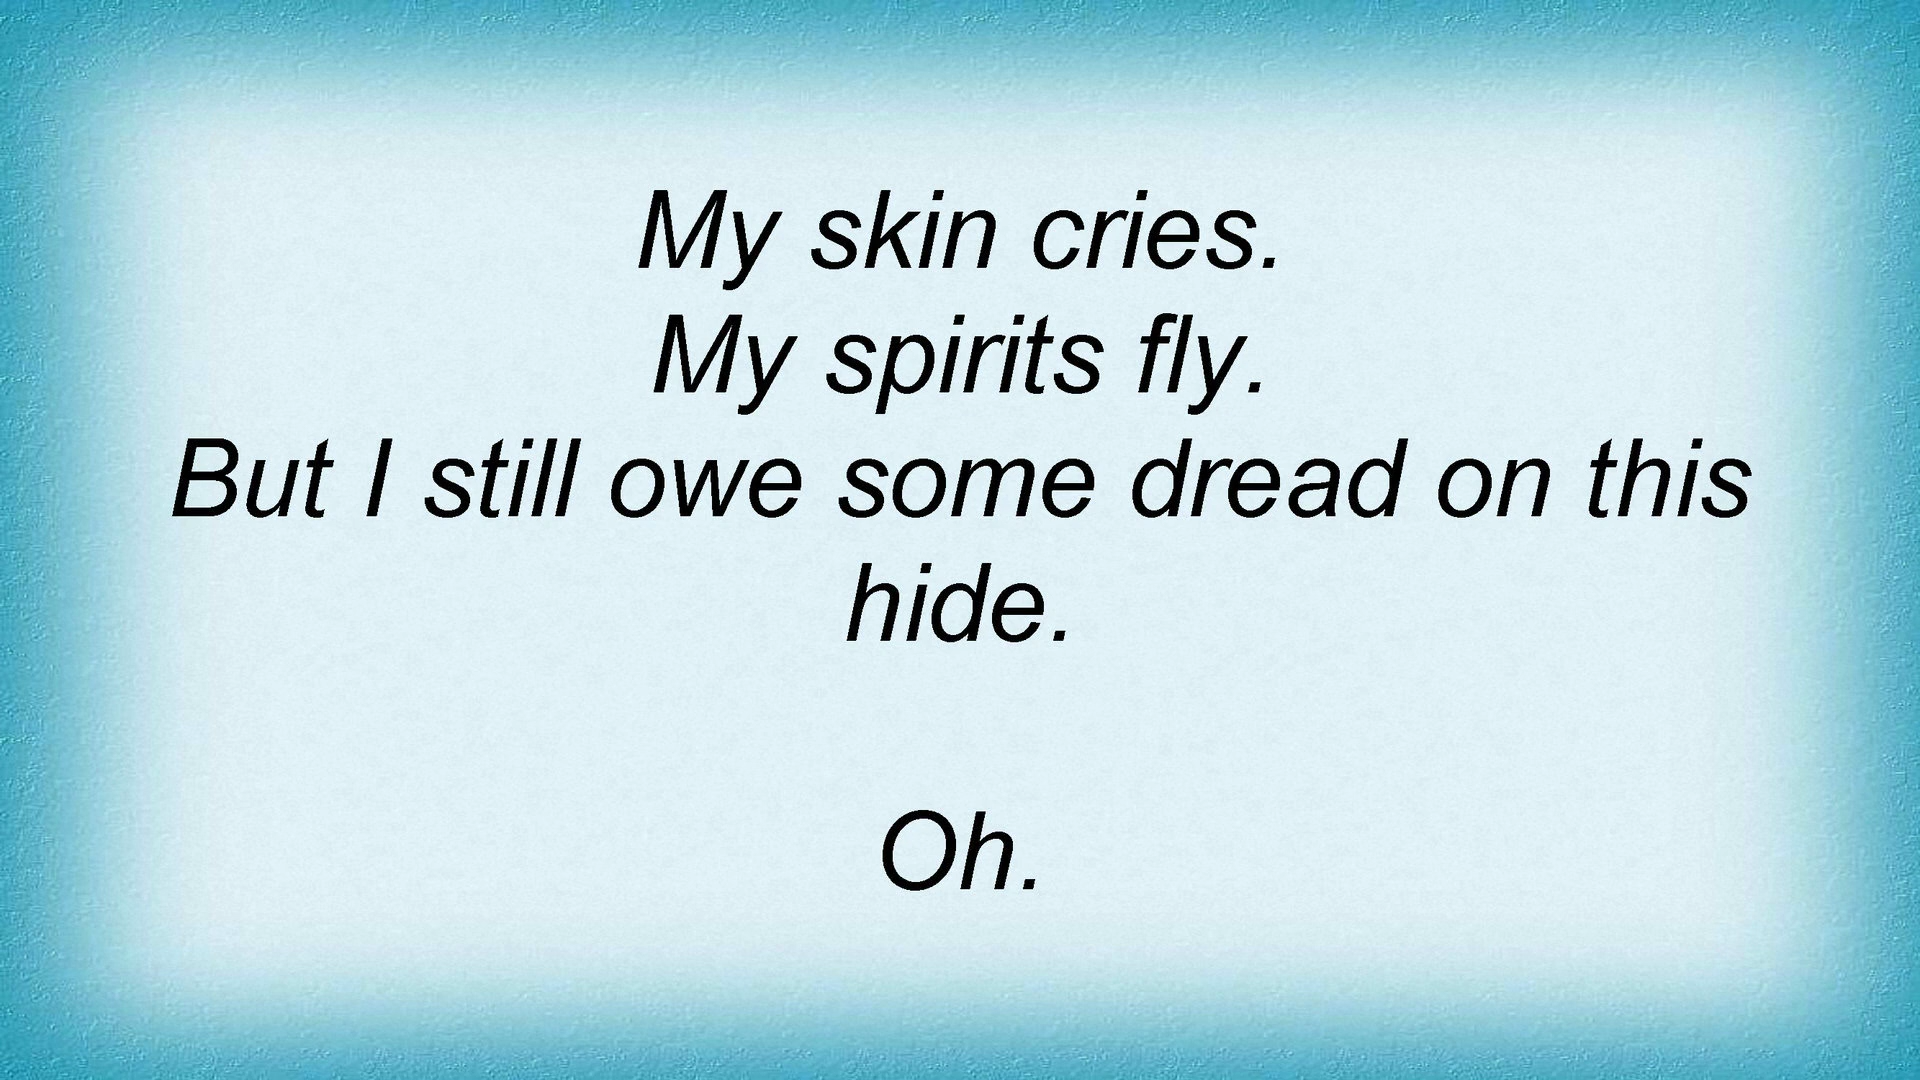 My skin cries.
My spirits fly.
But I still owe some dread on this
hide.
Oh.